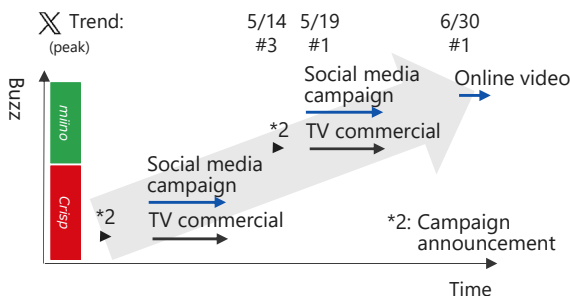 X Trend: 5/14 5/19 6/30
(peak) #3 #1 #1
Buzz
miino
Crisp
Social media
campaign
Online video
*2 TV commercial
Social media
campaign
*2 TV commercial
*2: Campaign
announcement
Time